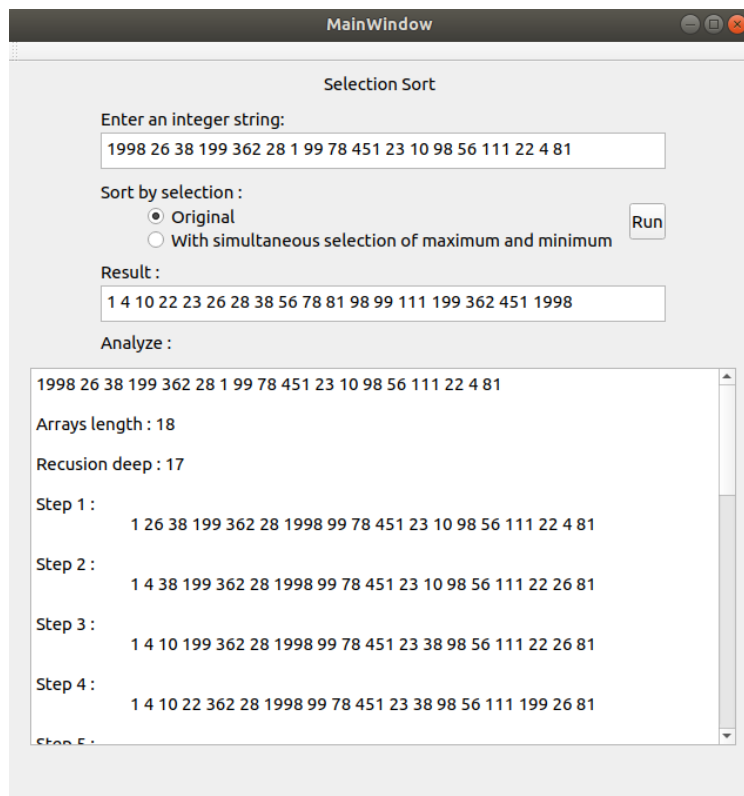 MainWindow
Selection Sort
Enter an integer string:
1998 26 38 199 362 28 1 99 78 451 23 10 98 56 111 22 4 81
Sort by selection :
Original
Run
With simultaneous selection of maximum and minimum
Result :
1 4 10 22 23 26 28 38 56 78 81 98 99 111 199 362 451 1998
Analyze :
1998 26 38 199 362 28 1 99 78 451 23 10 98 56 111 22 4 81
Arrays length : 18
Recusion deep : 17
Step 1 :
1 26 38 199 362 28 1998 99 78 451 23 10 98 56 111 22 4 81
Step 2 :
1 4 38 199 362 28 1998 99 78 451 23 10 98 56 111 22 26 81
Step 3 :
1 4 10 199 362 28 1998 99 78 451 23 38 98 56 111 22 26 81
Step 4 :
1 4 10 22 362 28 1998 99 78 451 23 38 98 56 111 199 26 81
Step 5 :